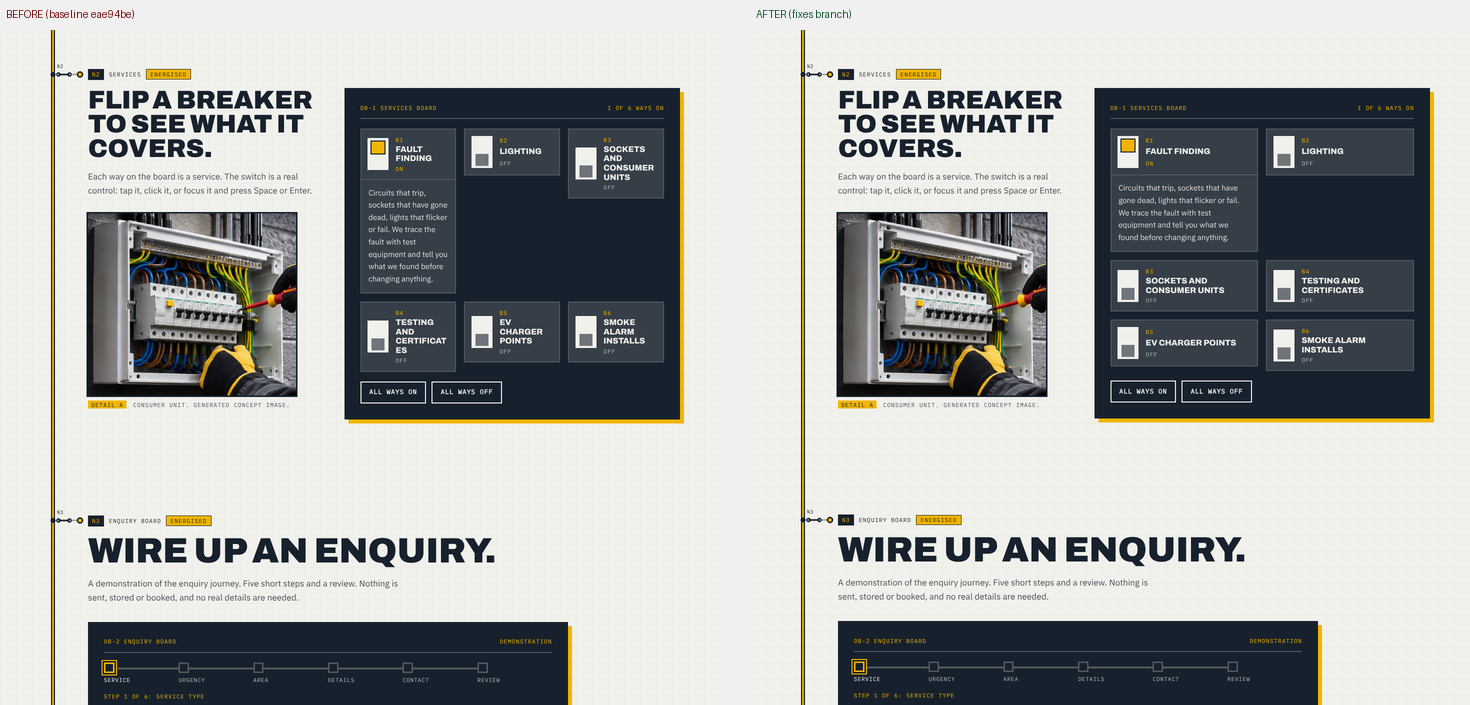 BEFORE (baseline eae94be)
N2
N2 SERVICES ENERGISED
FLIP A BREAKER
TO SEE WHAT IT
COVERS.
Each way on the board is a service. The switch is a real
control: tap it, click it, or focus it and press Space or Enter.
DETAIL A CONSUMER UNIT. GENERATED CONCEPT IMAGE.
DB-1 SERVICES BOARD 1 OF 6 WAYS ON
B1
FAULT
FINDING
ON
Circuits that trip,
sockets that have gone
dead, lights that flicker
or fail. We trace the
fault with test
equipment and tell you
what we found before
changing anything.
B2
LIGHTING
OFF
B3
SOCKETS
AND
CONSUMER
UNITS
OFF
B4
TESTING
AND
CERTIFICAT
ES
OFF
B5
EV
CHARGER
POINTS
OFF
B6
SMOKE
ALARM
INSTALLS
OFF
ALL WAYS ON ALL WAYS OFF
N3
N3 ENQUIRY BOARD ENERGISED
WIRE UP AN ENQUIRY.
A demonstration of the enquiry journey. Five short steps and a review. Nothing is
sent, stored or booked, and no real details are needed.
DB-2 ENQUIRY BOARD DEMONSTRATION
SERVICE URGENCY AREA DETAILS CONTACT REVIEW
STEP 1 OF 6: SERVICE TYPE
AFTER (fixes branch)
N2
N2 SERVICES ENERGISED
FLIP A BREAKER
TO SEE WHAT IT
COVERS.
Each way on the board is a service. The switch is a real
control: tap it, click it, or focus it and press Space or Enter.
DETAIL A CONSUMER UNIT. GENERATED CONCEPT IMAGE.
DB-1 SERVICES BOARD 1 OF 6 WAYS ON
B1
FAULT FINDING
ON
Circuits that trip, sockets that have
gone dead, lights that flicker or fail.
We trace the fault with test
equipment and tell you what we
found before changing anything.
B2
LIGHTING
OFF
B3
SOCKETS AND
CONSUMER UNITS
OFF
B4
TESTING AND
CERTIFICATES
OFF
B5
EV CHARGER POINTS
OFF
B6
SMOKE ALARM
INSTALLS
OFF
ALL WAYS ON ALL WAYS OFF
N3
N3 ENQUIRY BOARD ENERGISED
WIRE UP AN ENQUIRY.
A demonstration of the enquiry journey. Five short steps and a review. Nothing is
sent, stored or booked, and no real details are needed.
DB-2 ENQUIRY BOARD DEMONSTRATION
SERVICE URGENCY AREA DETAILS CONTACT REVIEW
STEP 1 OF 6: SERVICE TYPE